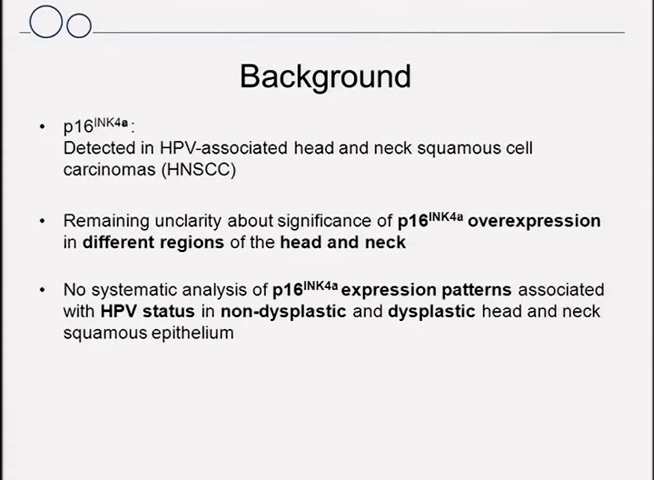 Background
• p16INK4a:
Detected in HPV-associated head and neck squamous cell
carcinomas (HNSCC)
• Remaining unclarity about significance of p16INK4a overexpression
in different regions of the head and neck
• No systematic analysis of p16INK4a expression patterns associated
with HPV status in non-dysplastic and dysplastic head and neck
squamous epithelium